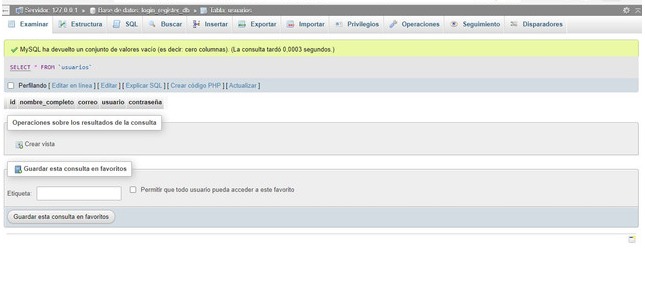 Servidor: 127.0.0.1 » Base de datos: login_register_db » Tabla: usuarios
Examinar Estructura SQL Buscar Insertar Exportar Importar Privilegios Operaciones Seguimiento Disparadores
MySQL ha devuelto un conjunto de valores vacío (es decir: cero columnas). (La consulta tardó 0,0003 segundos.)
SELECT * FROM `usuarios`
Perfilando [ Editar en línea ] [ Editar ] [ Explicar SQL ] [ Crear código PHP ] [ Actualizar ]
id nombre_completo correo usuario contraseña
Operaciones sobre los resultados de la consulta
Crear vista
Guardar esta consulta en favoritos
Etiqueta: Permitir que todo usuario pueda acceder a este favorito
Guardar esta consulta en favoritos